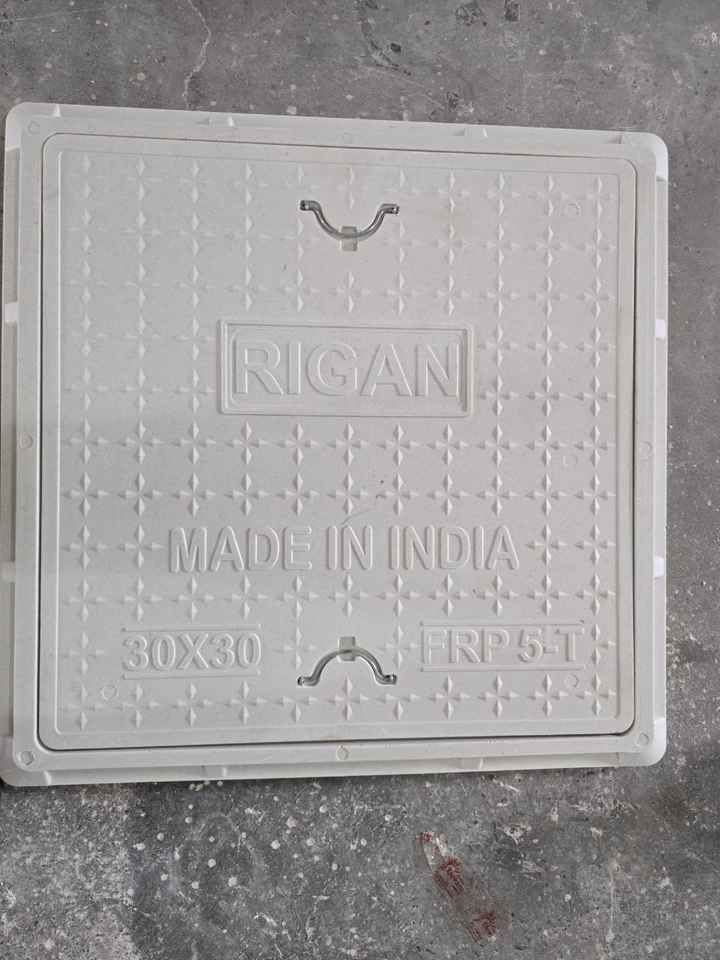 RIGAN
MADE IN INDIA
30X30
FRP 5-T